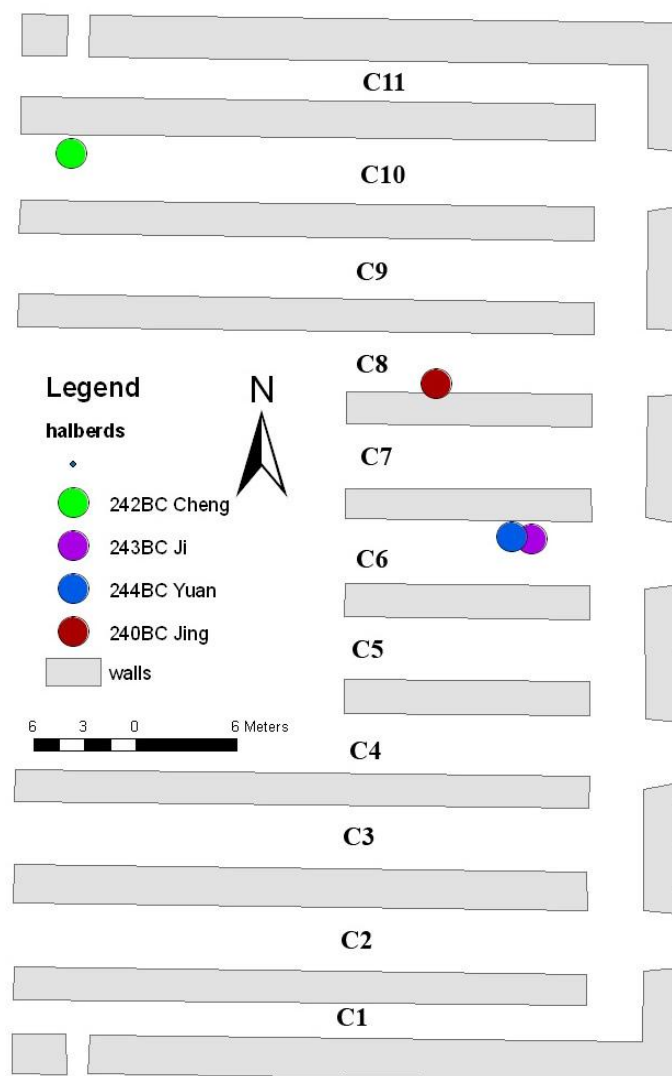 C11
C10
C9
C8
Legend
N
halberds
C7
242BC Cheng
243BC Ji
C6
244BC Yuan
240BC Jing
C5
walls
6 3 0 6 Meters
C4
C3
C2
C1